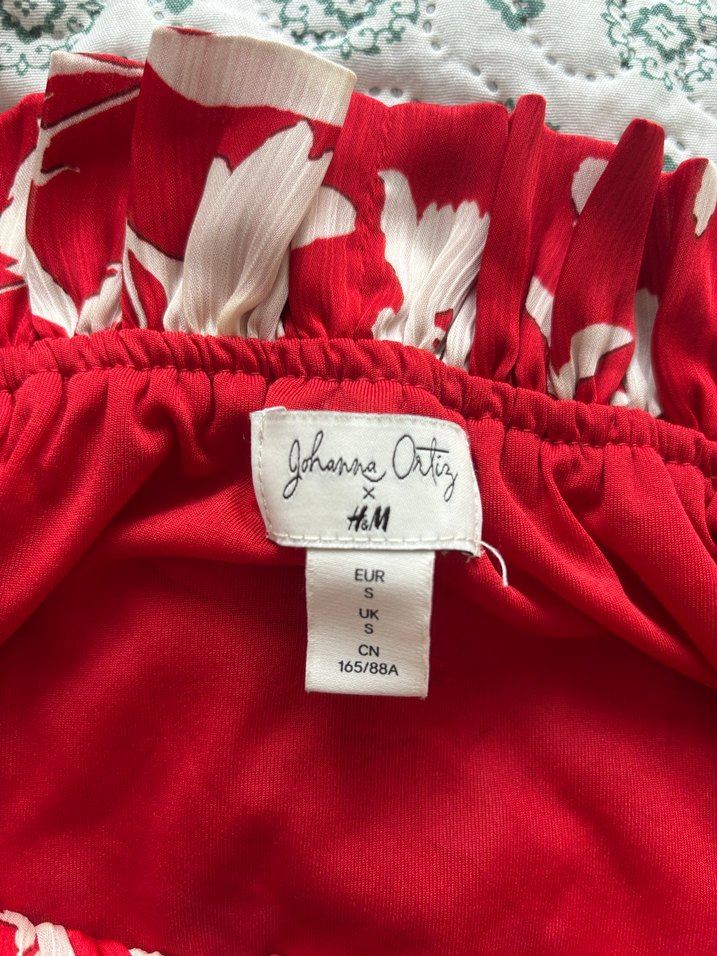 Johanna Ortiz
x
H&M
EUR
S
UK
S
CN
165/88A